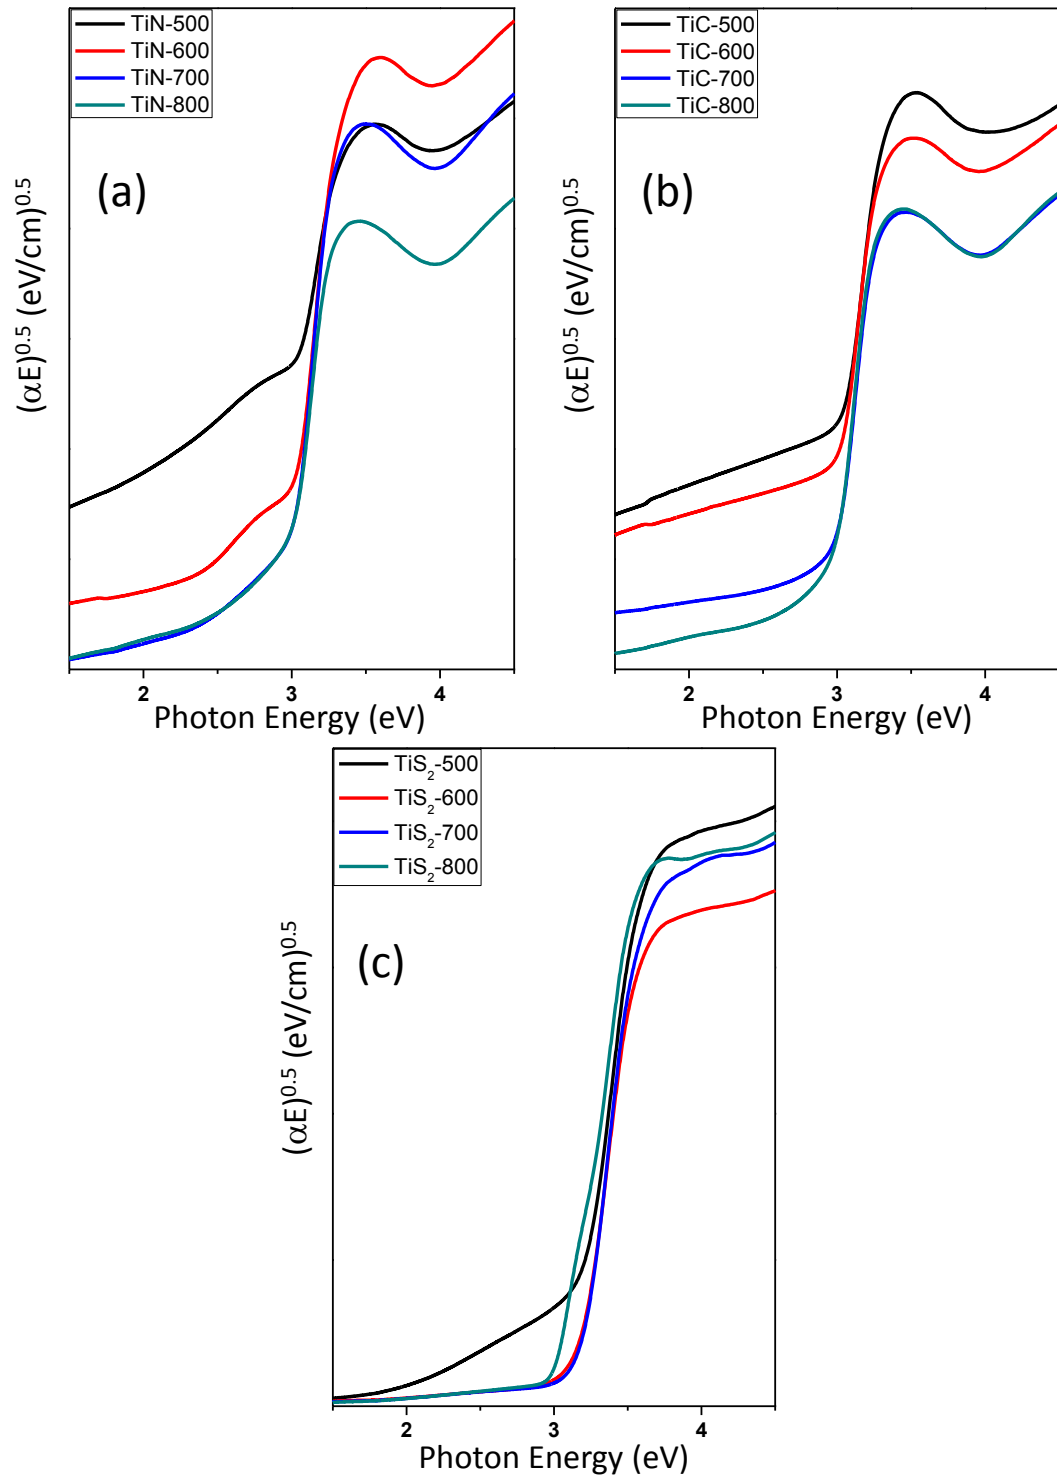 TiN-500
TiN-600
TiN-700
TiN-800
(a)
(αE)^0.5 (eV/cm)^0.5
2 3 4
Photon Energy (eV)
TiC-500
TiC-600
TiC-700
TiC-800
(b)
(αE)^0.5 (eV/cm)^0.5
2 3 4
Photon Energy (eV)
TiS₂-500
TiS₂-600
TiS₂-700
TiS₂-800
(c)
(αE)^0.5 (eV/cm)^0.5
2 3 4
Photon Energy (eV)